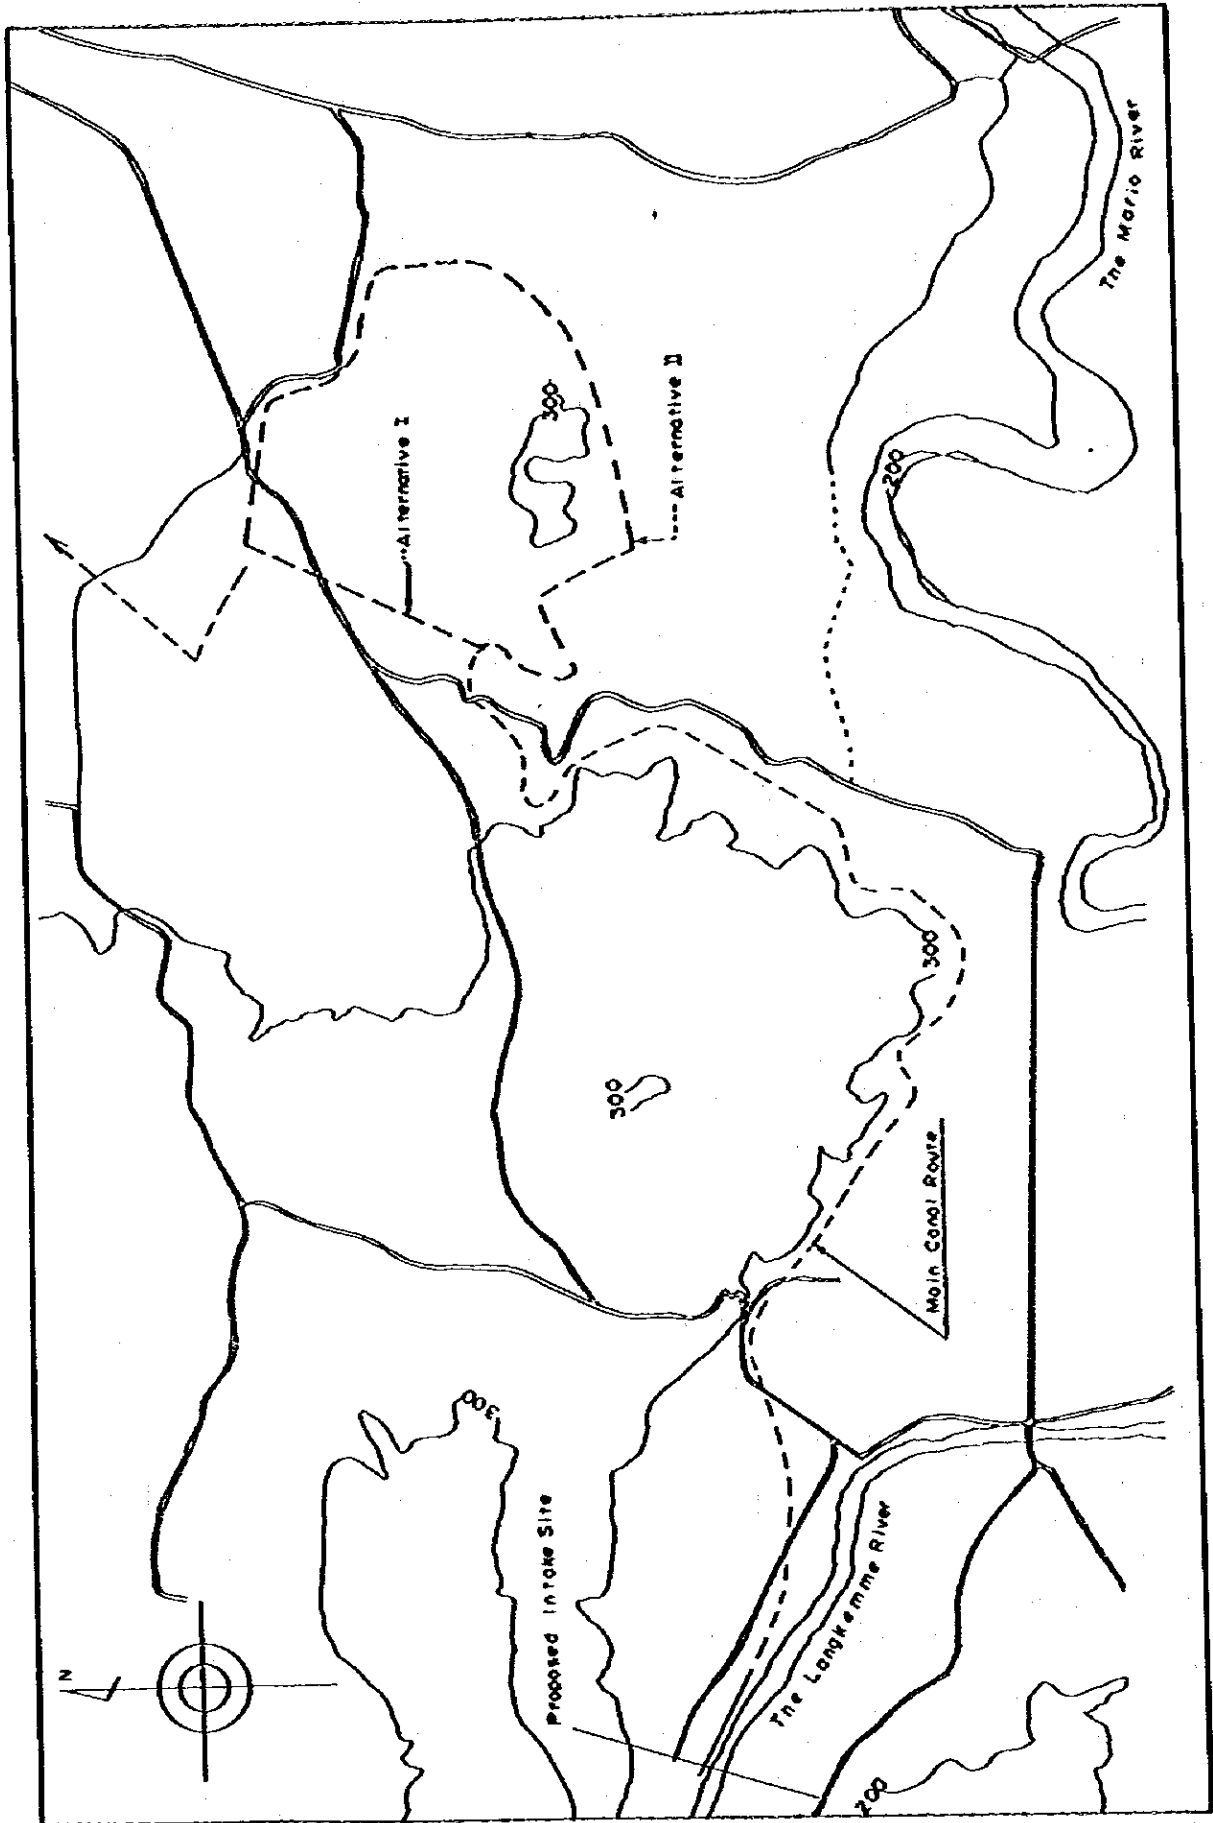 The Mario River
300
Alternative I
Alternative II
200
300
300
Main Canal Route
300
Proposed Intake Site
The Langkemme River
N
200